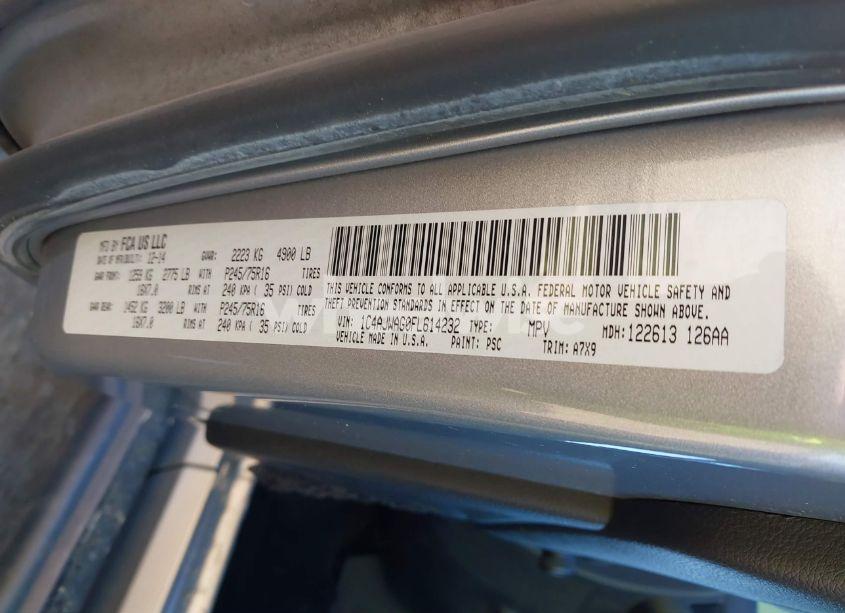 MFD BY FCA US LLC
DATE OF MFR/BUILT: 12-14 GVWR: 2223 KG 4900 LB
GAWR FRONT: 1259 KG 2775 LB WITH P245/75R16 TIRES
16X7.0 RIMS AT 240 KPA ( 35 PSI) COLD
GAWR REAR: 1452 KG 3200 LB WITH P245/75R16 TIRES
16X7.0 RIMS AT 240 KPA ( 35 PSI) COLD
THIS VEHICLE CONFORMS TO ALL APPLICABLE U.S.A. FEDERAL MOTOR VEHICLE SAFETY AND
THEFT PREVENTION STANDARDS IN EFFECT ON THE DATE OF MANUFACTURE SHOWN ABOVE.
VIN: 1C4AJWAG0FL614232 TYPE: MPV MDH: 122613 126AA
VEHICLE MADE IN U.S.A. PAINT: PSC TRIM: A7X9